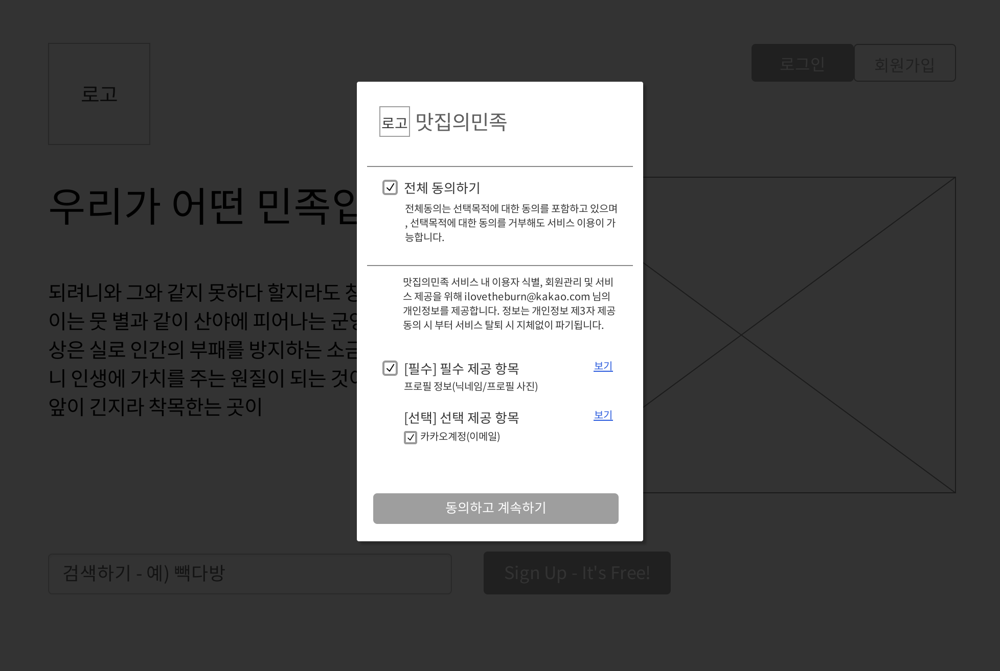 로고
로그인
회원가입
우리가 어떤 민족
되려니와 그와 같지 못하다 할지라도
이는 뭇 별과 같이 산야에 피어나는
상은 실로 인간의 부패를 방지하는
니 인생에 가치를 주는 원질이 되는
앞이 긴지라 착목한는 곳이
검색하기 - 예) 빽다방
Sign Up - It's Free!
로고
맛집의민족
전체 동의하기
전체동의는 선택목적에 대한 동의를 포함하고 있으며
, 선택목적에 대한 동의를 거부해도 서비스 이용이 가
능합니다.
맛집의민족 서비스 내 이용자 식별, 회원관리 및 서비
스 제공을 위해 ilovetheburn@kakao.com 님의
개인정보를 제공합니다. 정보는 개인정보 제3자 제공
동의 시 부터 서비스 탈퇴 시 지체없이 파기됩니다.
[필수] 필수 제공 항목
보기
프로필 정보(닉네임/프로필 사진)
[선택] 선택 제공 항목
보기
카카오계정(이메일)
동의하고 계속하기